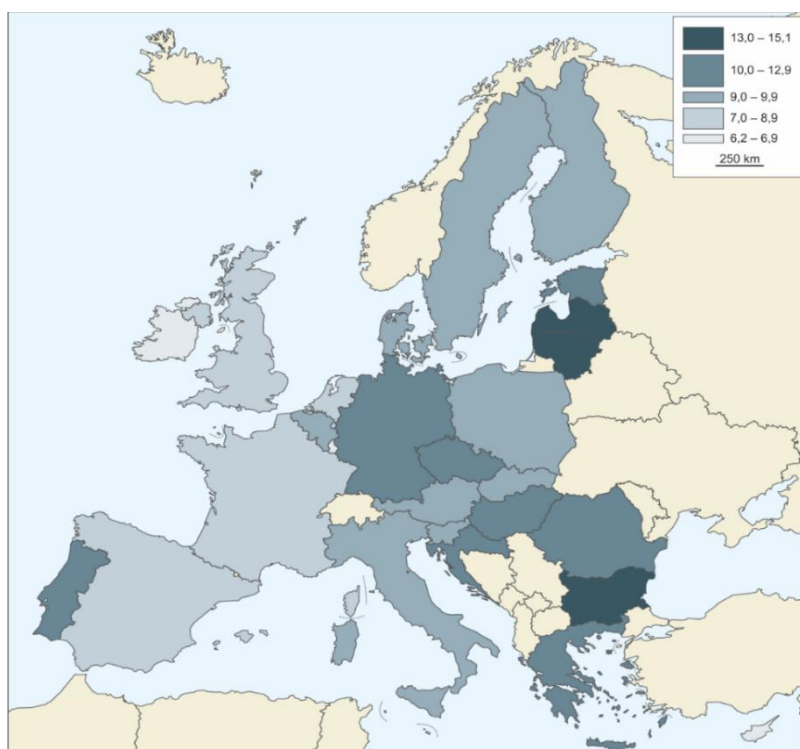 13,0 – 15,1
10,0 – 12,9
9,0 – 9,9
7,0 – 8,9
6,2 – 6,9
250 km